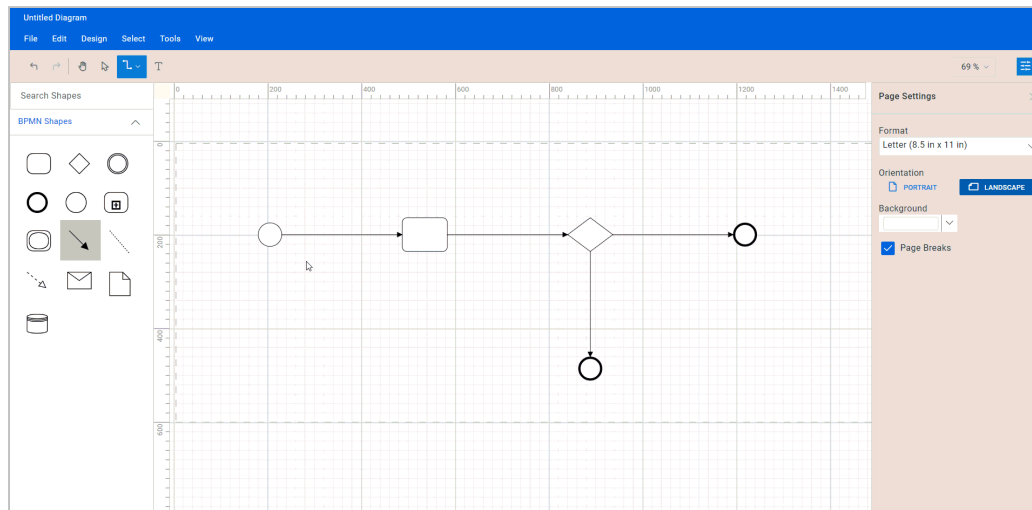 Untitled Diagram
File Edit Design Select Tools View
T
69 %
Search Shapes
BPMN Shapes
0 200 400 600 800 1000 1200 1400
0
200
400
600
Page Settings
Format
Letter (8.5 in x 11 in)
Orientation
PORTRAIT LANDSCAPE
Background
Page Breaks